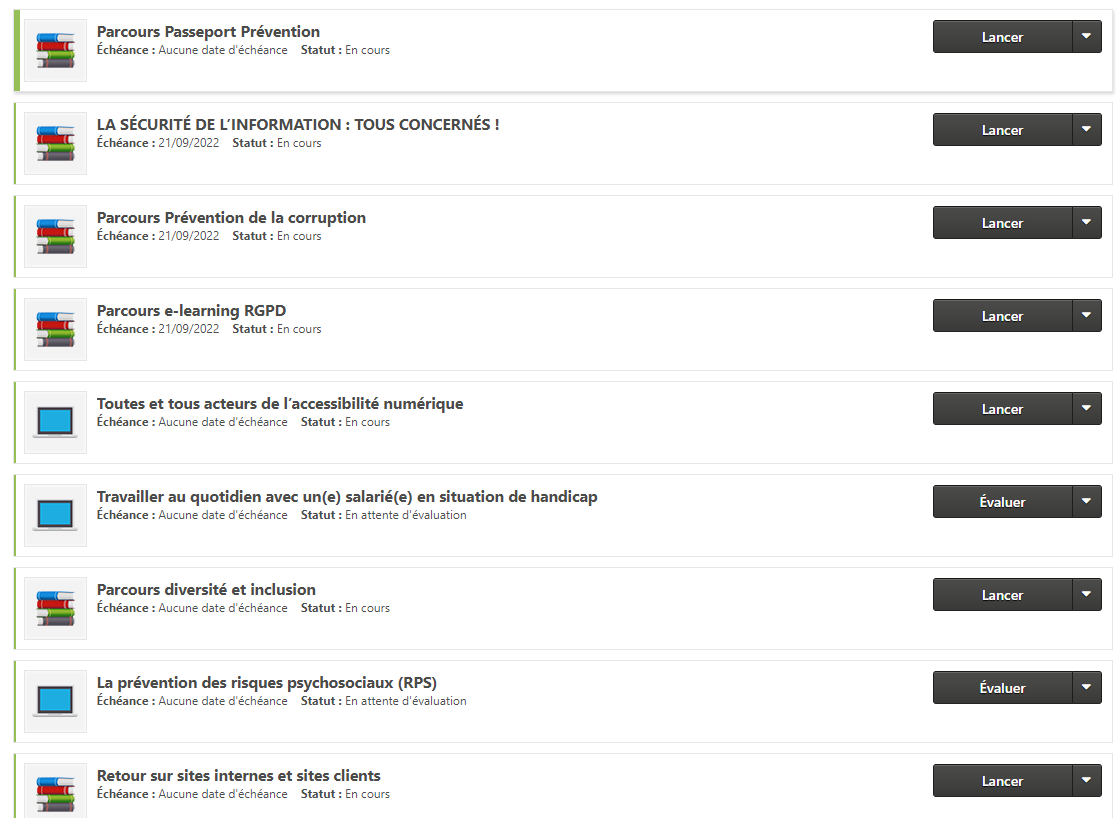 Parcours Passeport Prévention
Lancer
Échéance : Aucune date d'échéance Statut : En cours
LA SÉCURITÉ DE L’INFORMATION : TOUS CONCERNÉS !
Lancer
Échéance : 21/09/2022 Statut : En cours
Parcours Prévention de la corruption
Lancer
Échéance : 21/09/2022 Statut : En cours
Parcours e-learning RGPD
Lancer
Échéance : 21/09/2022 Statut : En cours
Toutes et tous acteurs de l’accessibilité numérique
Lancer
Échéance : Aucune date d'échéance Statut : En cours
Travailler au quotidien avec un(e) salarié(e) en situation de handicap
Évaluer
Échéance : Aucune date d'échéance Statut : En attente d'évaluation
Parcours diversité et inclusion
Lancer
Échéance : Aucune date d'échéance Statut : En cours
La prévention des risques psychosociaux (RPS)
Évaluer
Échéance : Aucune date d'échéance Statut : En attente d'évaluation
Retour sur sites internes et sites clients
Lancer
Échéance : Aucune date d'échéance Statut : En cours